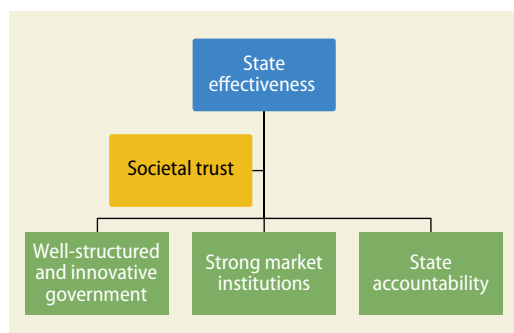 State
effectiveness
Societal trust
Well-structured
and innovative
government
Strong market
institutions
State
accountability